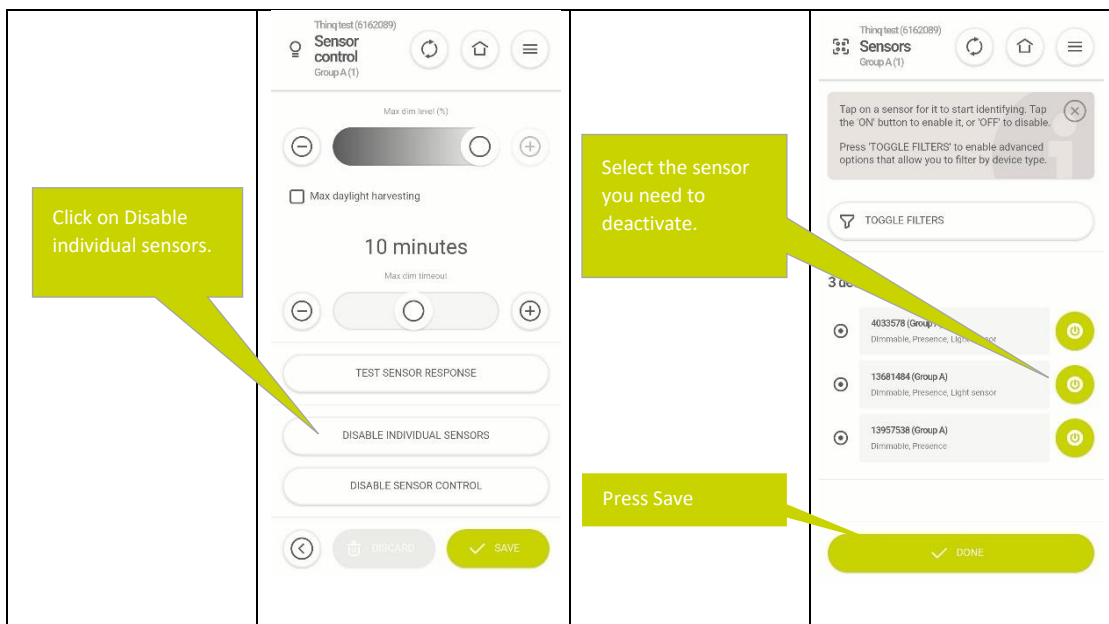 Click on Disable
individual sensors.
Thinq test (6162089)
Sensor
control
Group A (1)
Max dim level (%)
Max daylight harvesting
10 minutes
Max dim timeout
TEST SENSOR RESPONSE
DISABLE INDIVIDUAL SENSORS
DISABLE SENSOR CONTROL
DISCARD
SAVE
Select the sensor
you need to
deactivate.
Press Save
Thinq test (6162089)
Sensors
Group A (1)
Tap on a sensor for it to start identifying. Tap
the 'ON' button to enable it, or 'OFF' to disable.
Press 'TOGGLE FILTERS' to enable advanced
options that allow you to filter by device type.
TOGGLE FILTERS
3
4033578 (Group
Dimmable, Presence, Light
13681484 (Group A)
Dimmable, Presence, Light sensor
13957538 (Group A)
Dimmable, Presence
DONE